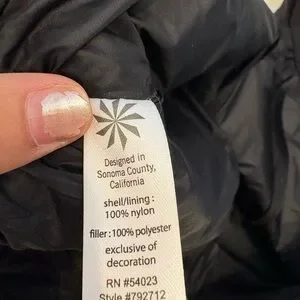 Designed in
Sonoma County,
California
shell/lining:
100% nylon
filler: 100% polyester
exclusive of
decoration
RN #54023
Style #792712